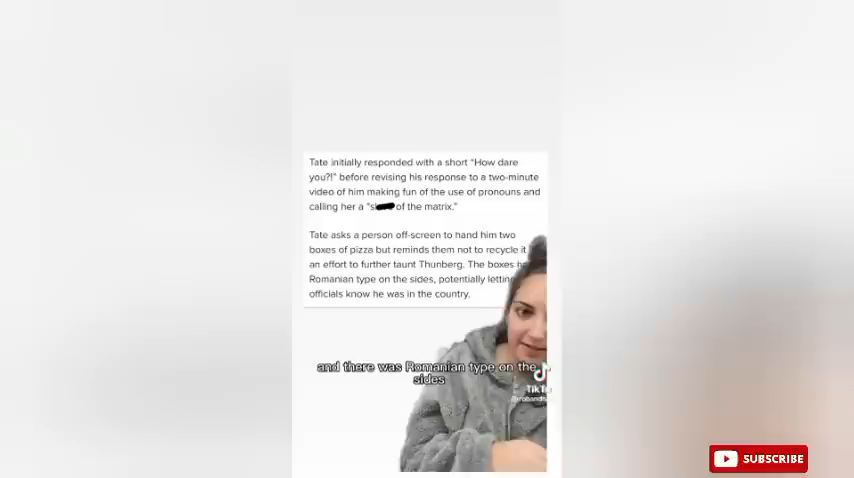 Tate initially responded with a short "How dare
you?!" before revising his response to a two-minute
video of him making fun of the use of pronouns and
calling her a "s of the matrix."
Tate asks a person off-screen to hand him two
boxes of pizza but reminds them not to recycle it
an effort to further taunt Thunberg. The boxes
Romanian type on the sides, potentially
officials know he was in the country.
and there was Romanian type on the
sides
TikTo
SUBSCRIBE